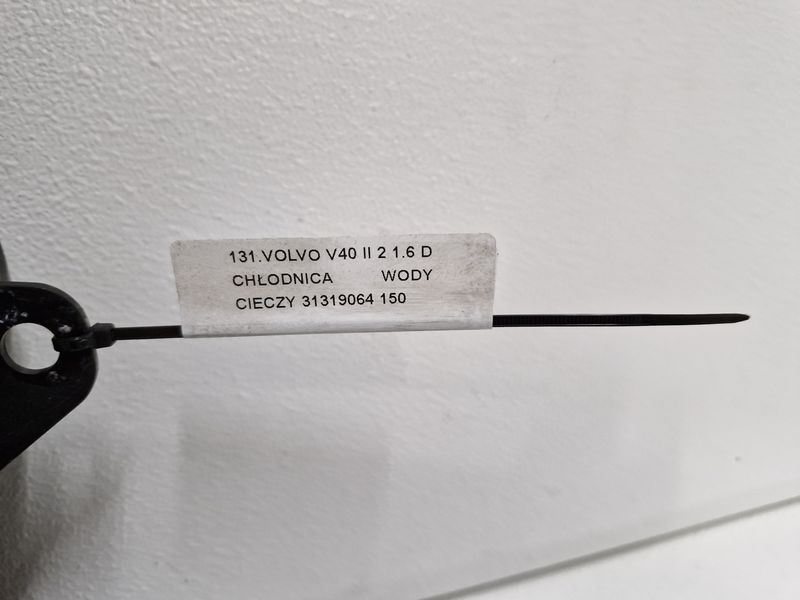 131.VOLVO V40 II 2 1.6 D
CHŁODNICA WODY
CIECZY 31319064 150